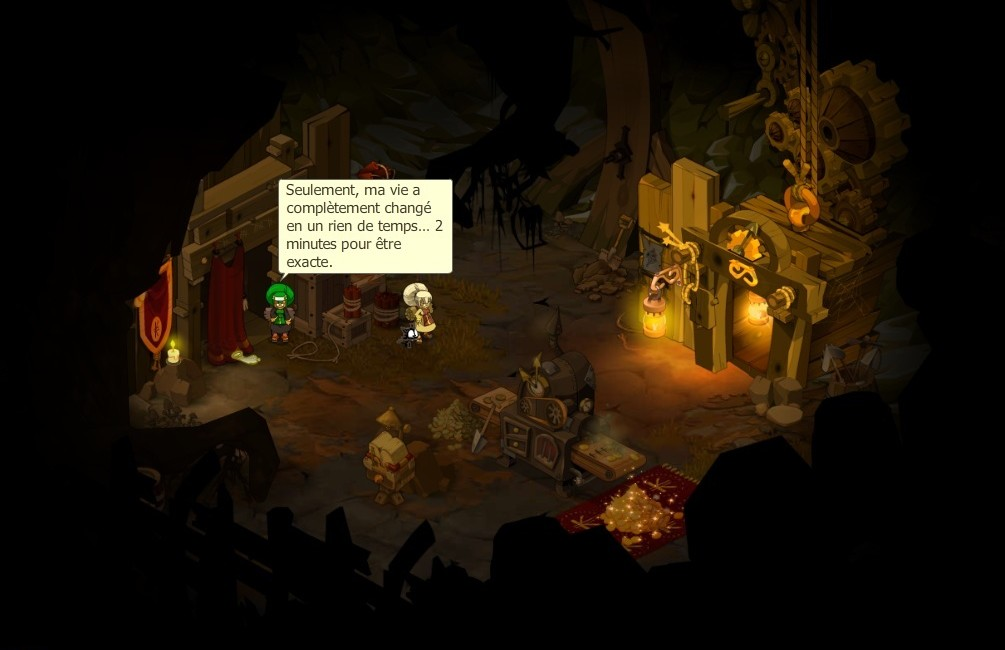 Seulement, ma vie a
complètement changé
en un rien de temps... 2
minutes pour être
exacte.